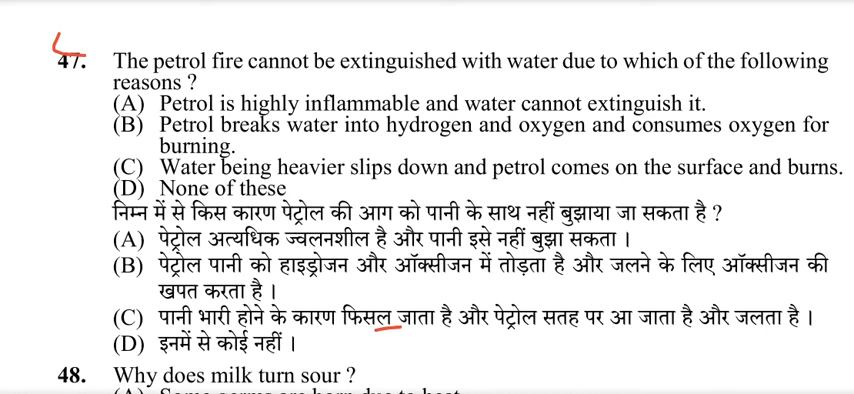 47. The petrol fire cannot be extinguished with water due to which of the following
reasons ?
(A) Petrol is highly inflammable and water cannot extinguish it.
(B) Petrol breaks water into hydrogen and oxygen and consumes oxygen for
burning.
(C) Water being heavier slips down and petrol comes on the surface and burns.
(D) None of these
निम्न में से किस कारण पेट्रोल की आग को पानी के साथ नहीं बुझाया जा सकता है ?
(A) पेट्रोल अत्यधिक ज्वलनशील है और पानी इसे नहीं बुझा सकता ।
(B) पेट्रोल पानी को हाइड्रोजन और ऑक्सीजन में तोड़ता है और जलने के लिए ऑक्सीजन की
खपत करता है ।
(C) पानी भारी होने के कारण फिसल जाता है और पेट्रोल सतह पर आ जाता है और जलता है ।
(D) इनमें से कोई नहीं ।
48. Why does milk turn sour ?